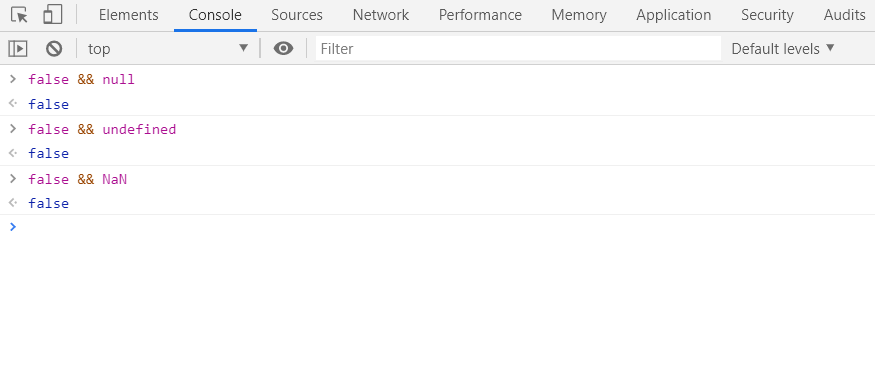 Elements Console Sources Network Performance Memory Application Security Audits
top Filter Default levels
false && null
false
false && undefined
false
false && NaN
false